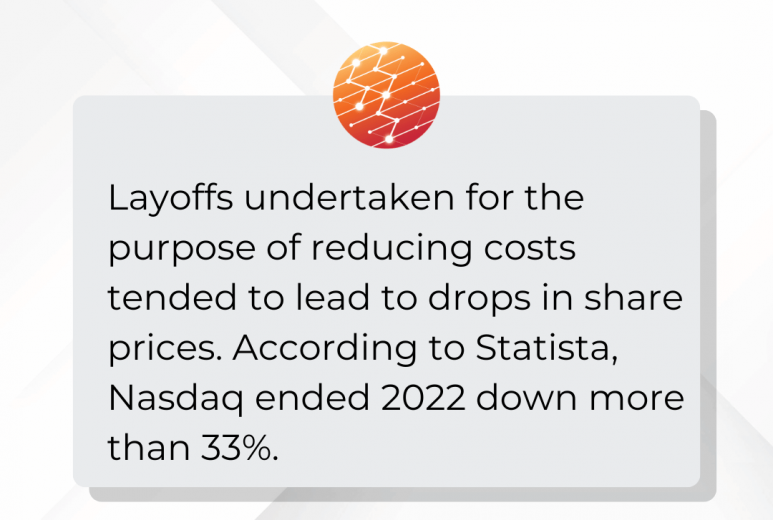 Layoffs undertaken for the
purpose of reducing costs
tended to lead to drops in share
prices. According to Statista,
Nasdaq ended 2022 down more
than 33%.